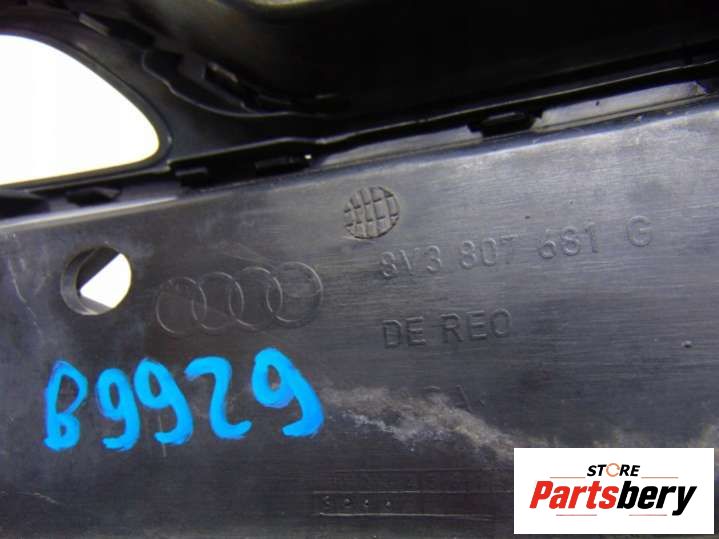 8V3 807 681 G
DE REO
B9929
STORE
Partsbery